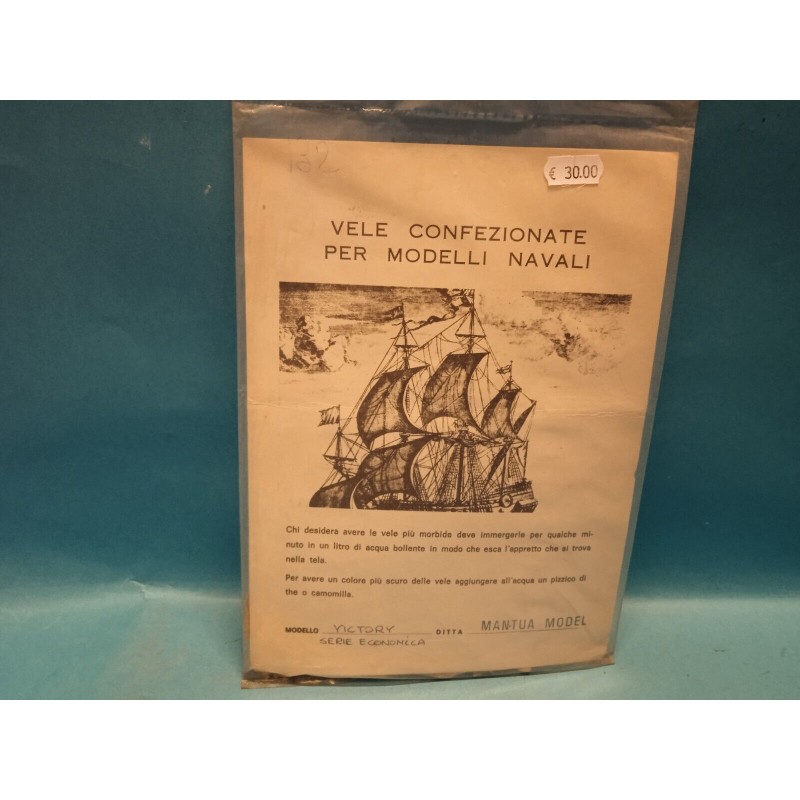 132
€ 30.00
VELE CONFEZIONATE
PER MODELLI NAVALI
Chi desidera avere le vele più morbide deve immergerle per qualche mi-
nuto in un litro di acqua bollente in modo che esca l'appretto che si trova
nella tela.
Per avere un colore più scuro delle vele aggiungere all'acqua un pizzico di
the o camomilla.
MODELLO VICTORY DITTA MANTUA MODEL
SERIE ECONOMICA